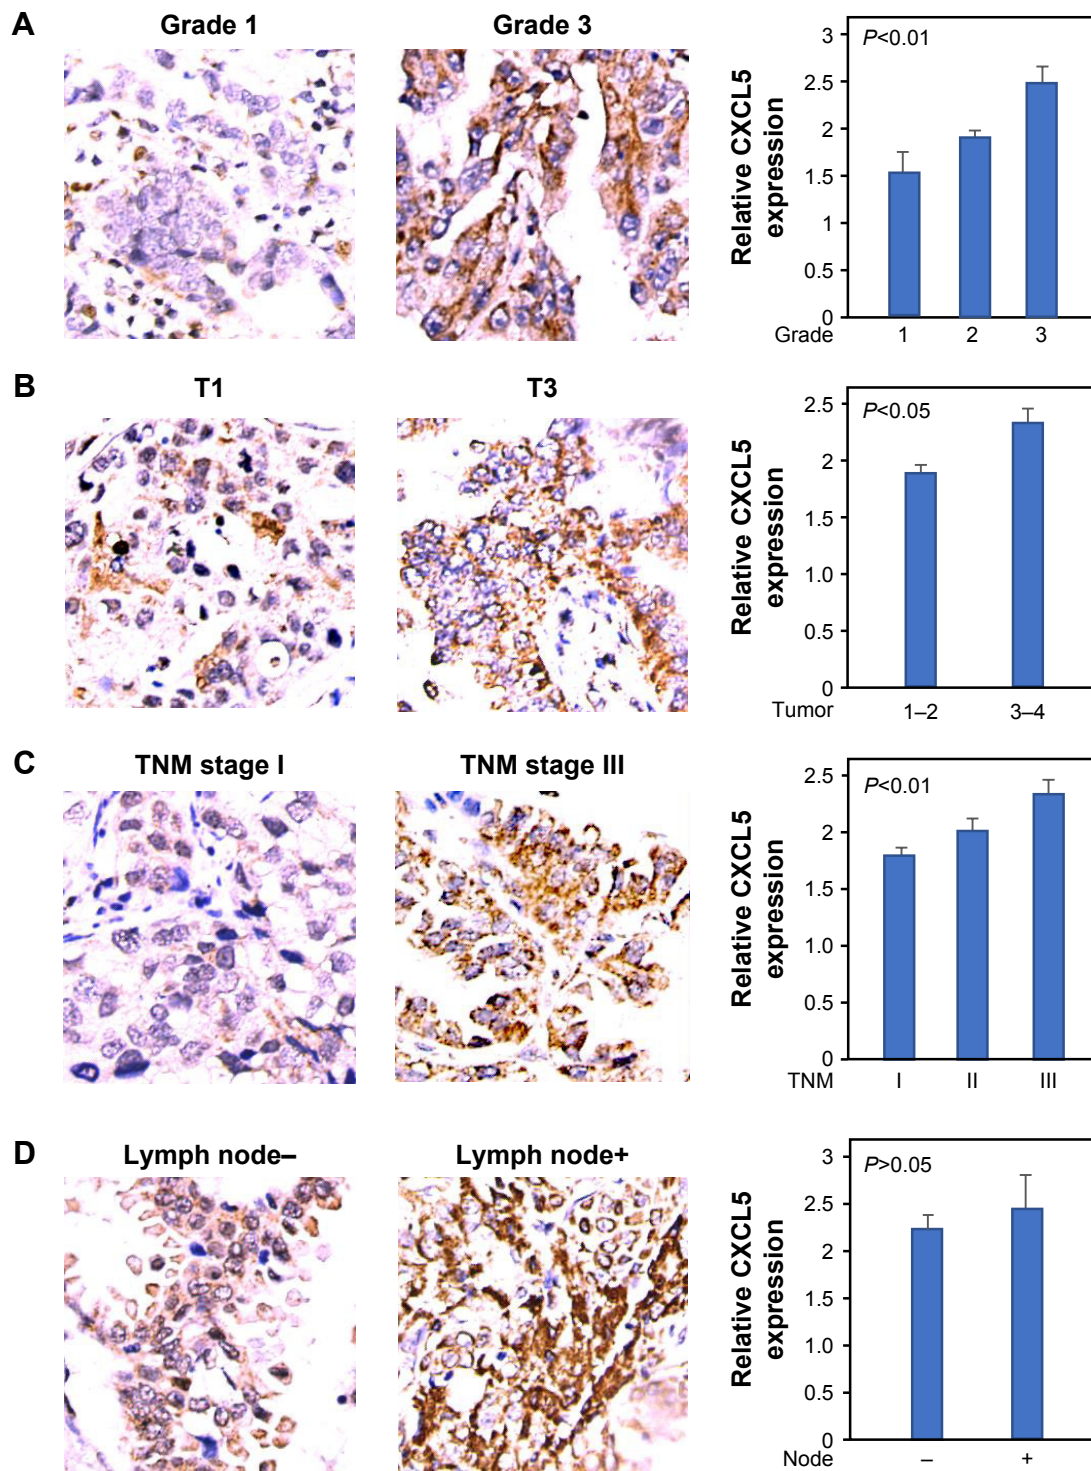 A
Grade 1
Grade 3
Relative CXCL5
expression
P<0.01
3
2.5
2
1.5
1
0.5
0
Grade
1
2
3
B
T1
T3
Relative CXCL5
expression
P<0.05
2.5
2
1.5
1.0
0.5
0
Tumor
1–2
3–4
C
TNM stage I
TNM stage III
Relative CXCL5
expression
P<0.01
2.5
2
1.5
1.0
0.5
0
TNM
I
II
III
D
Lymph node–
Lymph node+
Relative CXCL5
expression
P>0.05
3
2.5
2
1.5
1.0
0.5
0
Node
–
+